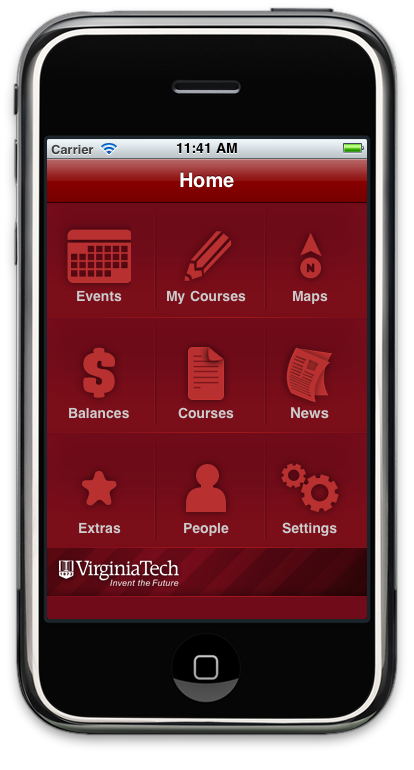 Carrier 11:41 AM
Home
Events My Courses Maps
N
Balances Courses News
Extras People Settings
VirginiaTech
Invent the Future